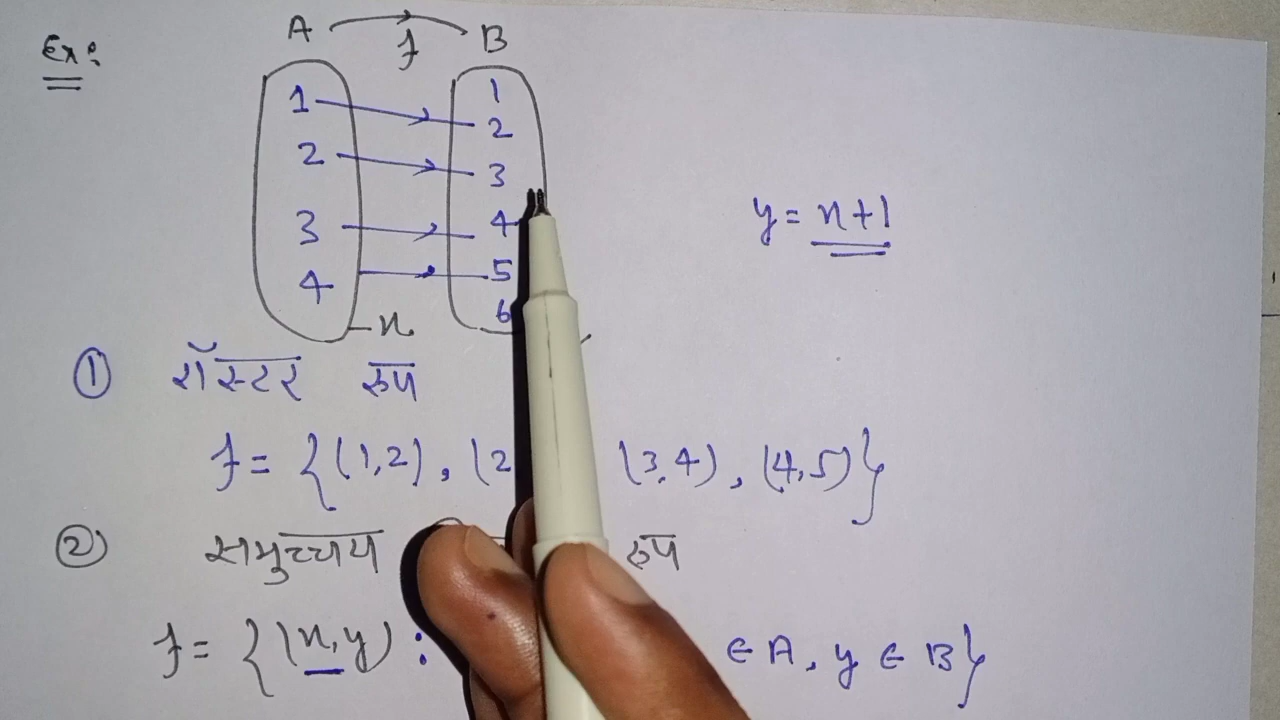 Ex:
A f B
1 1
2 2
3 3
4 4
5
6
x
y = x+1
① रॉस्टर रूप
f = {(1,2), (2 (3,4), (4,5)}
② समुच्चय रूप
f = {(x,y) : ∈ A, y ∈ B}